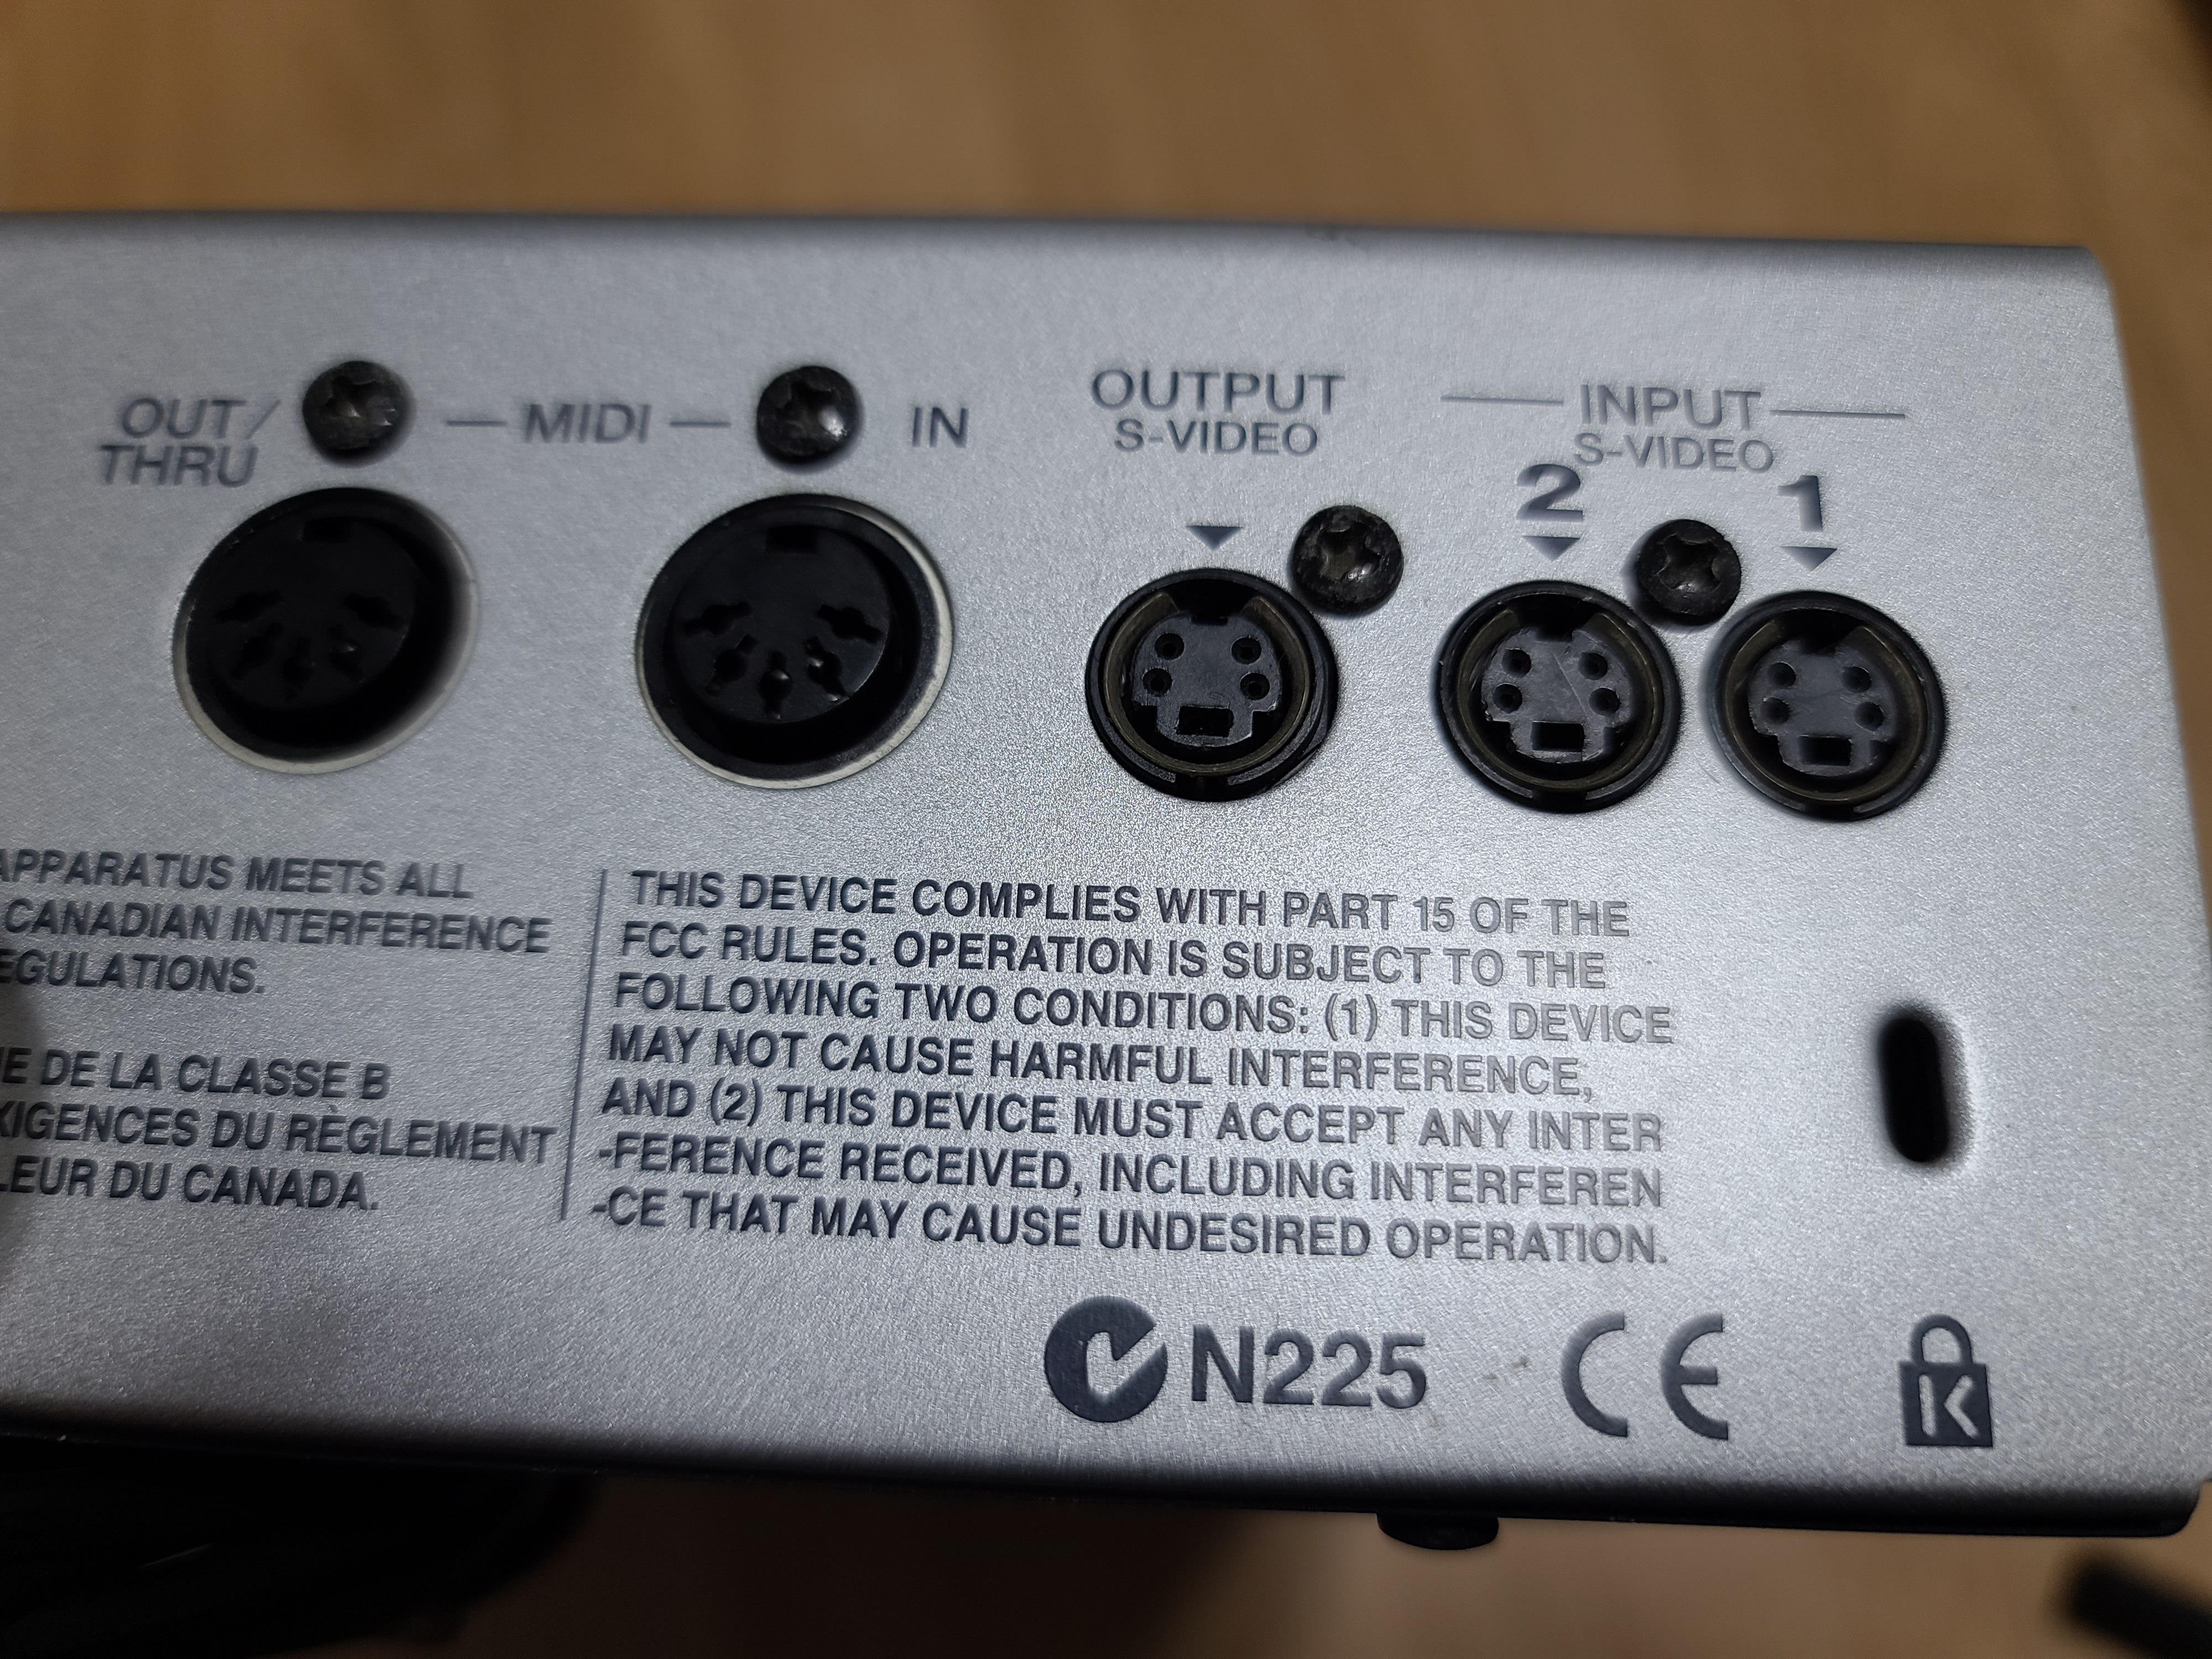 OUT/
THRU
MIDI
IN
OUTPUT
S-VIDEO
INPUT
S-VIDEO
2
1
APPARATUS MEETS ALL
CANADIAN INTERFERENCE
EGULATIONS.
E DE LA CLASSE B
XIGENCES DU RÈGLEMENT
LEUR DU CANADA.
THIS DEVICE COMPLIES WITH PART 15 OF THE
FCC RULES. OPERATION IS SUBJECT TO THE
FOLLOWING TWO CONDITIONS: (1) THIS DEVICE
MAY NOT CAUSE HARMFUL INTERFERENCE,
AND (2) THIS DEVICE MUST ACCEPT ANY INTER
-FERENCE RECEIVED, INCLUDING INTERFEREN
-CE THAT MAY CAUSE UNDESIRED OPERATION.
N225
CE
K